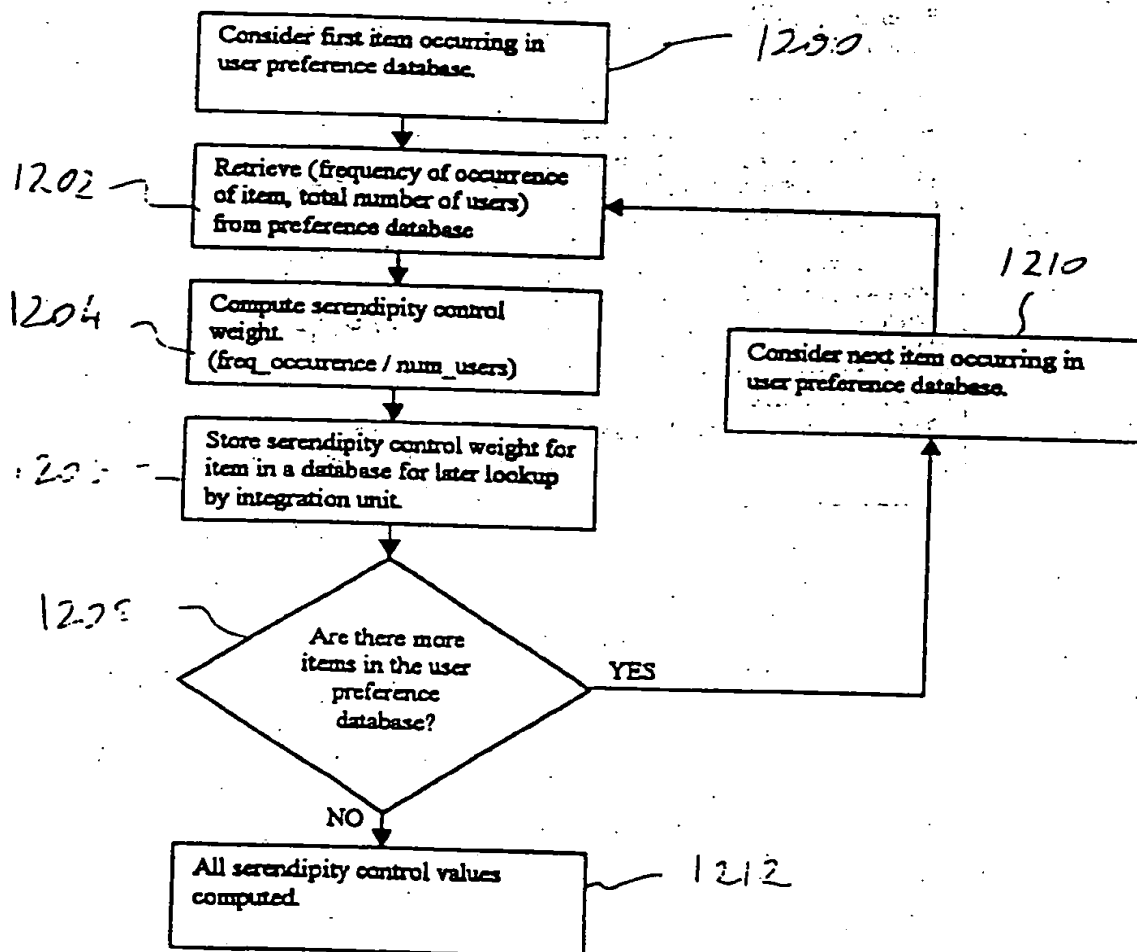 Consider first item occurring in
user preference database.
1200
1202
Retrieve (frequency of occurrence
of item, total number of users)
from preference database
1204
Compute serendipity control
weight.
(freq_occurence / num_users)
1210
Consider next item occurring in
user preference database.
Store serendipity control weight for
item in a database for later lookup
by integration unit.
Are there more
items in the user
preference
database?
YES
NO
All serendipity control values
computed.
1212